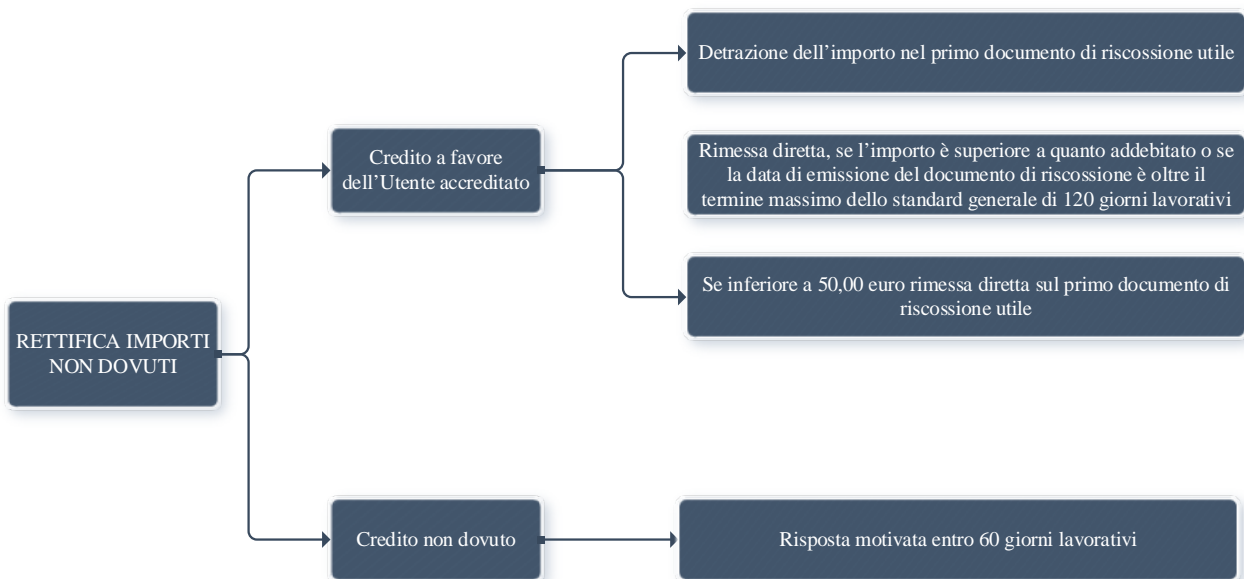 RETTIFICA IMPORTI
NON DOVUTI
Credito a favore
dell’Utente accreditato
Detrazione dell’importo nel primo documento di riscossione utile
Rimessa diretta, se l’importo è superiore a quanto addebitato o se
la data di emissione del documento di riscossione è oltre il
termine massimo dello standard generale di 120 giorni lavorativi
Se inferiore a 50,00 euro rimessa diretta sul primo documento di
riscossione utile
Credito non dovuto
Risposta motivata entro 60 giorni lavorativi